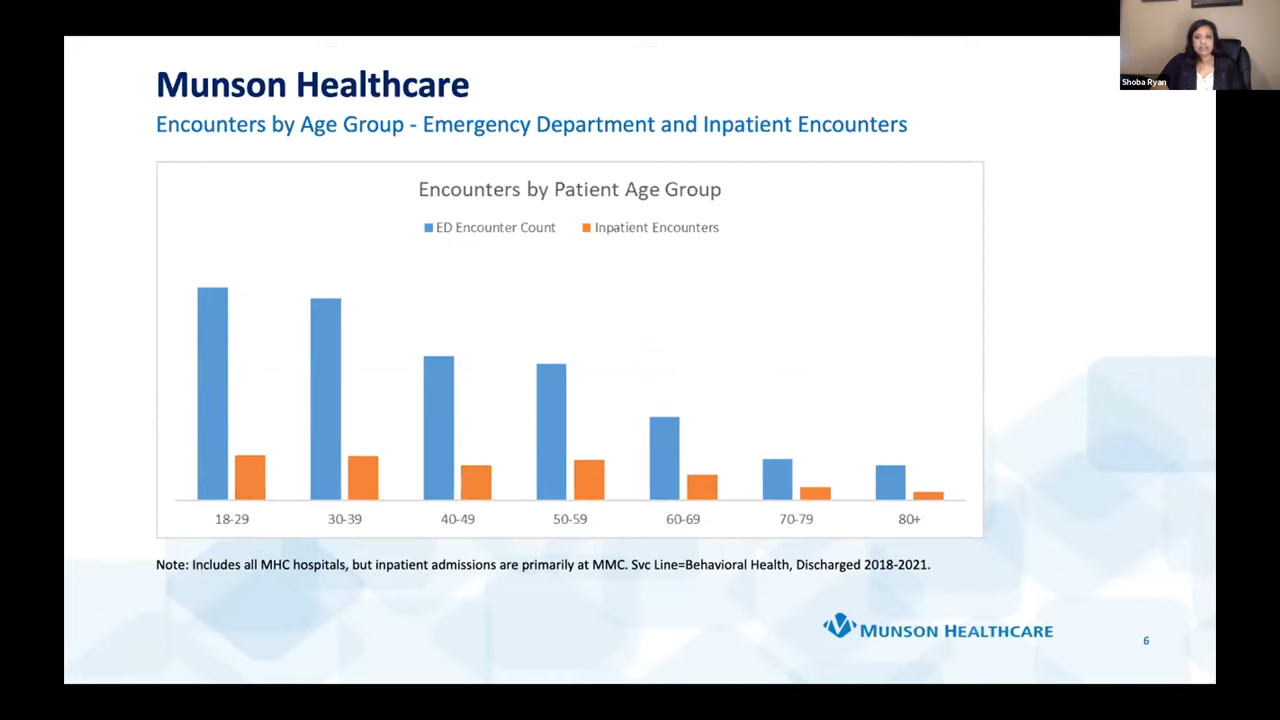 Shoba Ryan
Munson Healthcare
Encounters by Age Group - Emergency Department and Inpatient Encounters
Encounters by Patient Age Group
ED Encounter Count
Inpatient Encounters
18-29
30-39
40-49
50-59
60-69
70-79
80+
Note: Includes all MHC hospitals, but inpatient admissions are primarily at MMC. Svc Line=Behavioral Health, Discharged 2018-2021.
MUNSON HEALTHCARE
6